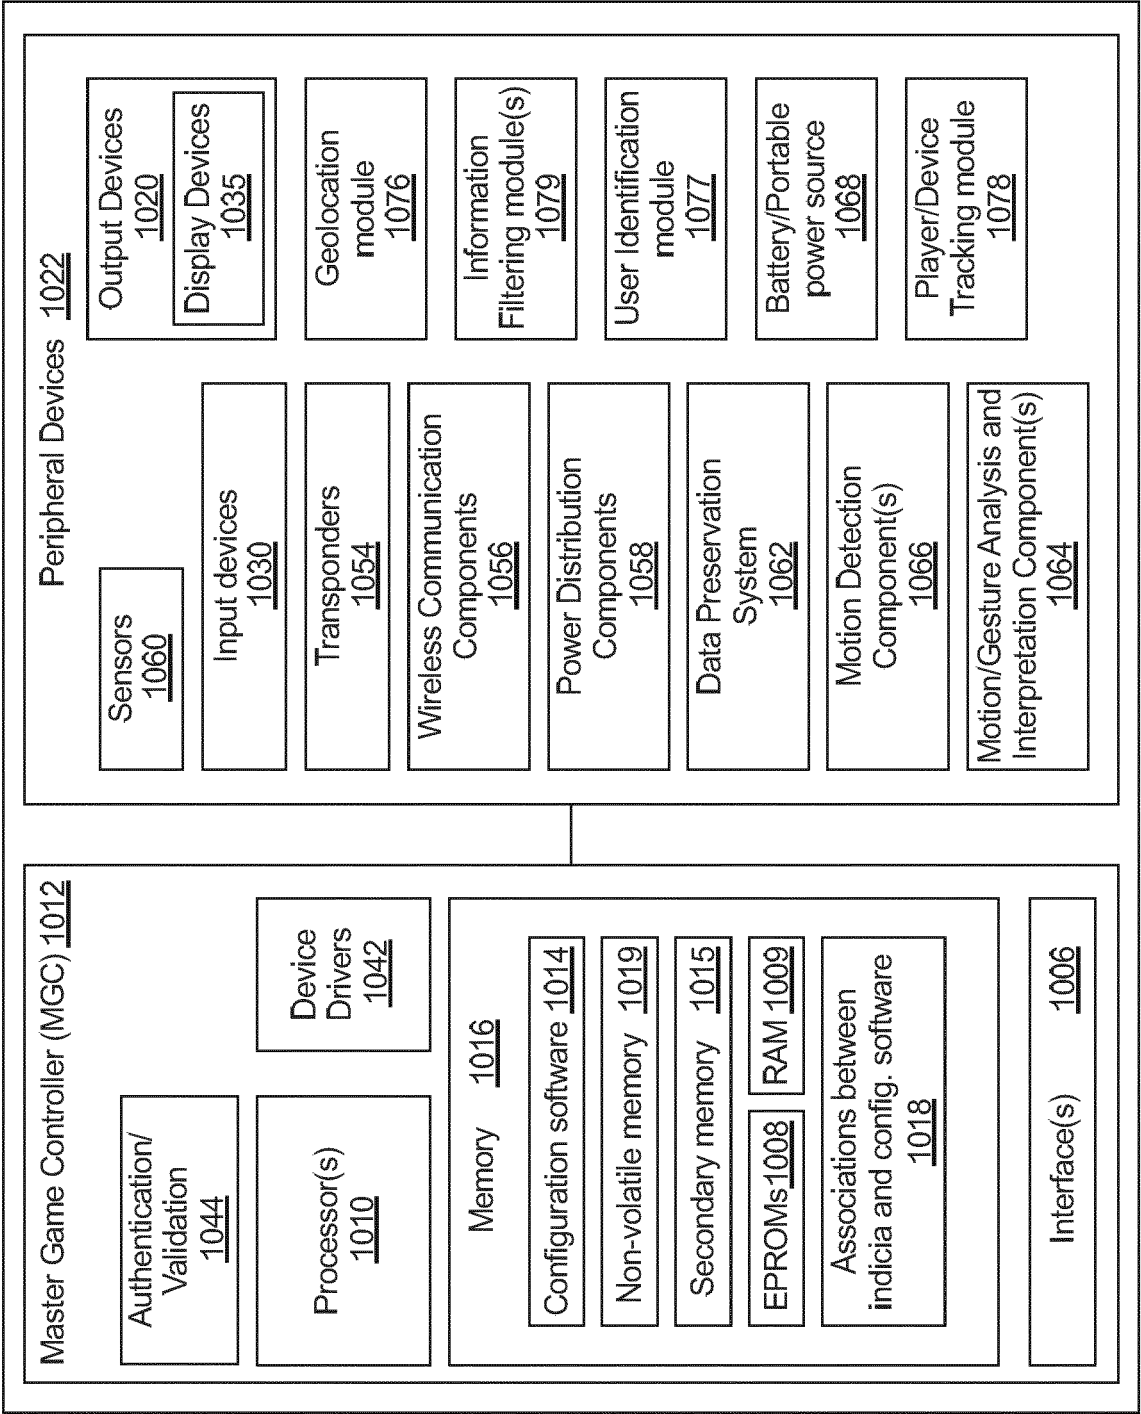 Master Game Controller (MGC) 1012
Authentication/
Validation
1044
Device
Drivers
1042
Processor(s)
1010
Memory 1016
Configuration software 1014
Non-volatile memory 1019
Secondary memory 1015
EPROMs1008
RAM 1009
Associations between
indicia and config. software
1018
Interface(s) 1006
Peripheral Devices 1022
Sensors
1060
Input devices
1030
Transponders
1054
Wireless Communication
Components
1056
Power Distribution
Components
1058
Data Preservation
System
1062
Motion Detection
Component(s)
1066
Motion/Gesture Analysis and
Interpretation Component(s)
1064
Output Devices
1020
Display Devices
1035
Geolocation
module
1076
Information
Filtering module(s)
1079
User Identification
module
1077
Battery/Portable
power source
1068
Player/Device
Tracking module
1078